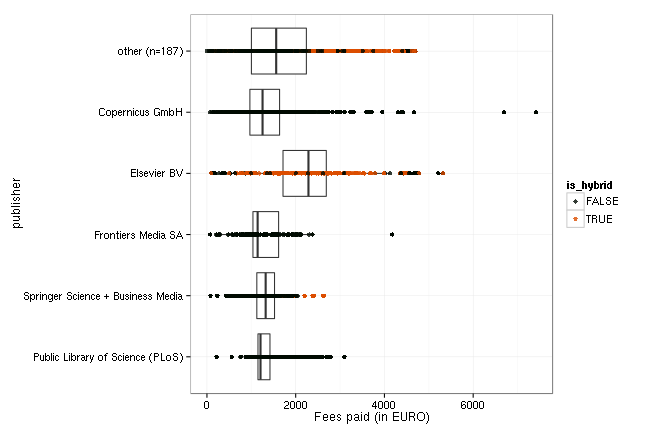 other (n=187)
Copernicus GmbH
Elsevier BV
Frontiers Media SA
Springer Science + Business Media
Public Library of Science (PLoS)
publisher
0 2000 4000 6000
Fees paid (in EURO)
is_hybrid
FALSE
TRUE